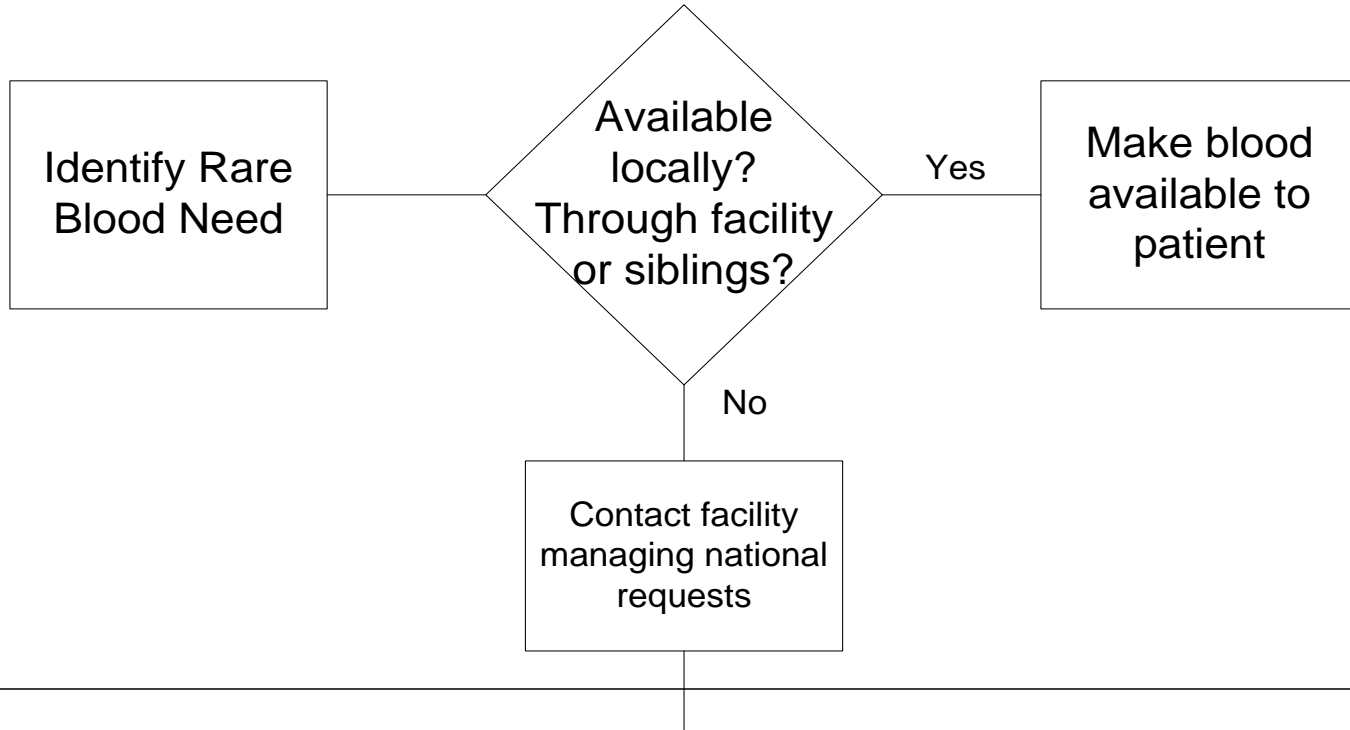 Identify Rare
Blood Need
Available
locally?
Through facility
or siblings?
Yes
Make blood
available to
patient
No
Contact facility
managing national
requests